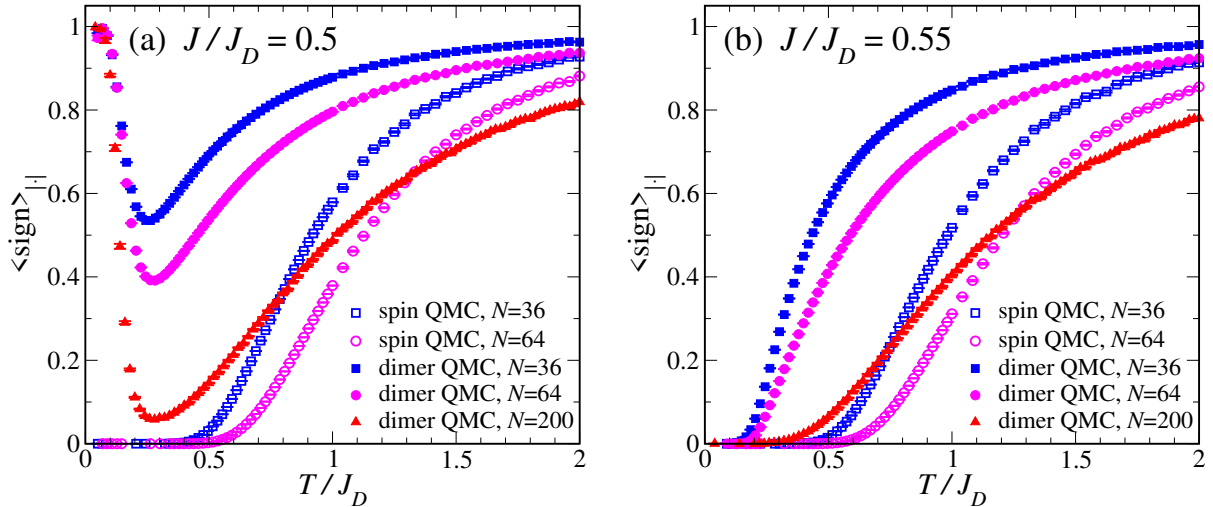 (a) J/J_D = 0.5
<sign>_|·|
1
0.8
0.6
0.4
0.2
0
spin QMC, N=36
spin QMC, N=64
dimer QMC, N=36
dimer QMC, N=64
dimer QMC, N=200
0 0.5 1 1.5 2
T/J_D
(b) J/J_D = 0.55
<sign>_|·|
1
0.8
0.6
0.4
0.2
0
spin QMC, N=36
spin QMC, N=64
dimer QMC, N=36
dimer QMC, N=64
dimer QMC, N=200
0 0.5 1 1.5 2
T/J_D